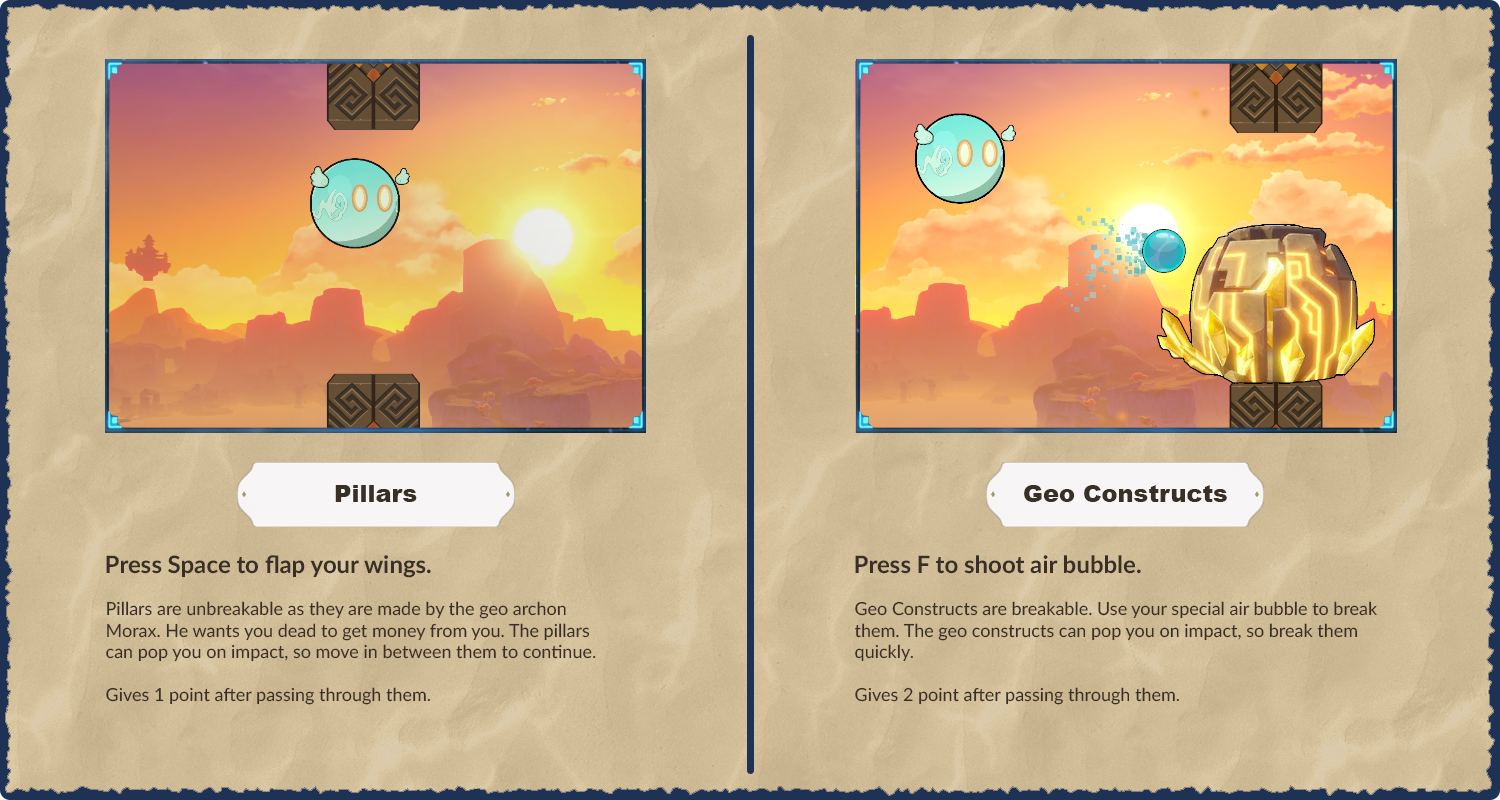 Pillars
Press Space to flap your wings.
Pillars are unbreakable as they are made by the geo archon
Morax. He wants you dead to get money from you. The pillars
can pop you on impact, so move in between them to continue.
Gives 1 point after passing through them.
Geo Constructs
Press F to shoot air bubble.
Geo Constructs are breakable. Use your special air bubble to break
them. The geo constructs can pop you on impact, so break them
quickly.
Gives 2 point after passing through them.